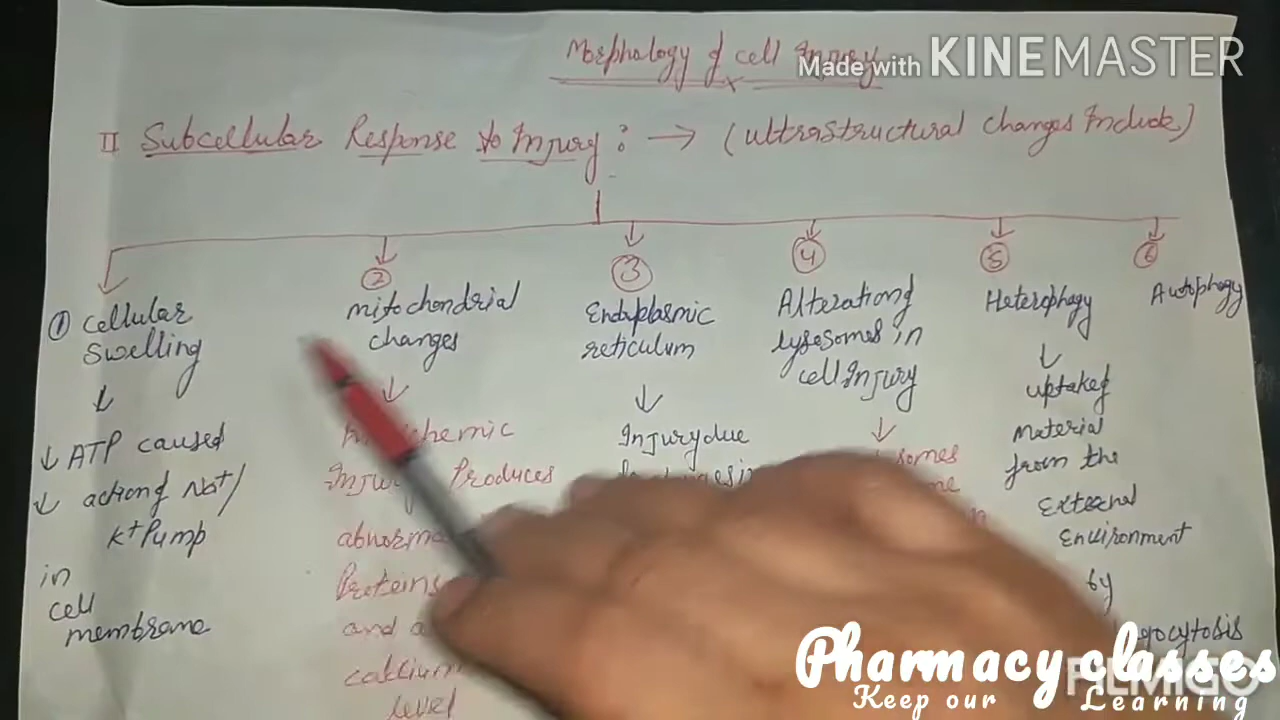 Morphology of cell Injury
Made with KINEMASTER
II Subcellular Response to Injury : → (ultrastructural changes Include)
① cellular swelling
↓
↓ ATP caused
↓ action of Na+/
K+ Pump
in
cell
membrane
②
mitochondrial
changes
↓
Injury Produces
Proteins
and
calcium
level
③
Endoplasmic
reticulum
↓
Injury due
④
Alteration of
lysosomes in
cell Injury
↓
⑤
Heterophagy
↓
uptake of
Material
from the
External
Environment
by
⑥
Autophagy
Pharmacy classes
Keep our Learning
FILMIGO